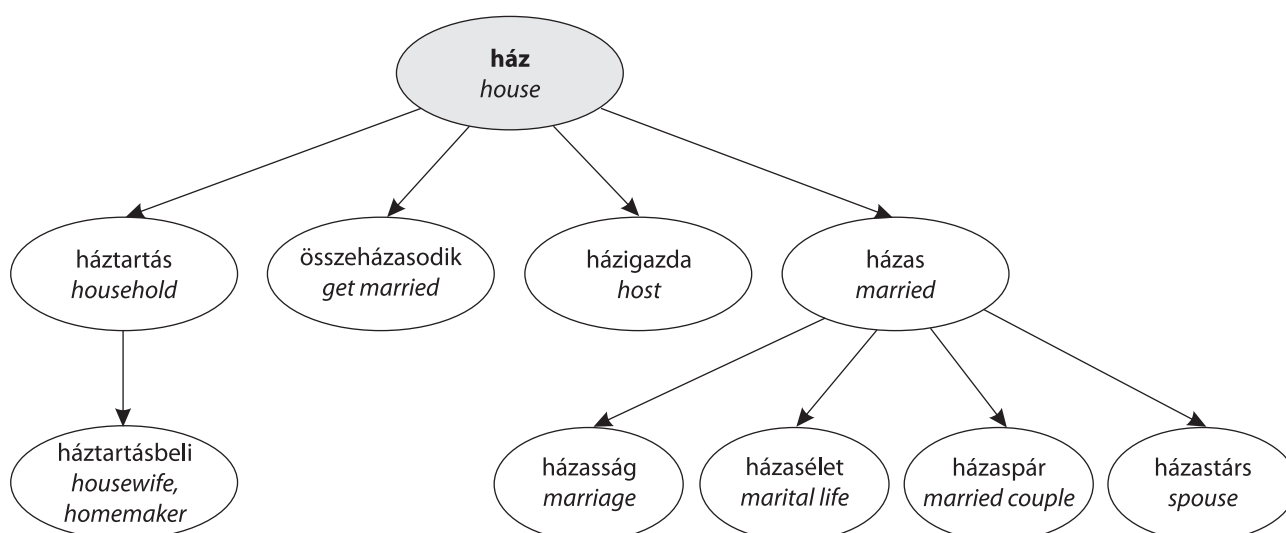 ház
house
háztartás
household
összeházasodik
get married
házigazda
host
házas
married
háztartásbeli
housewife,
homemaker
házasság
marriage
házasélet
marital life
házaspár
married couple
házastárs
spouse